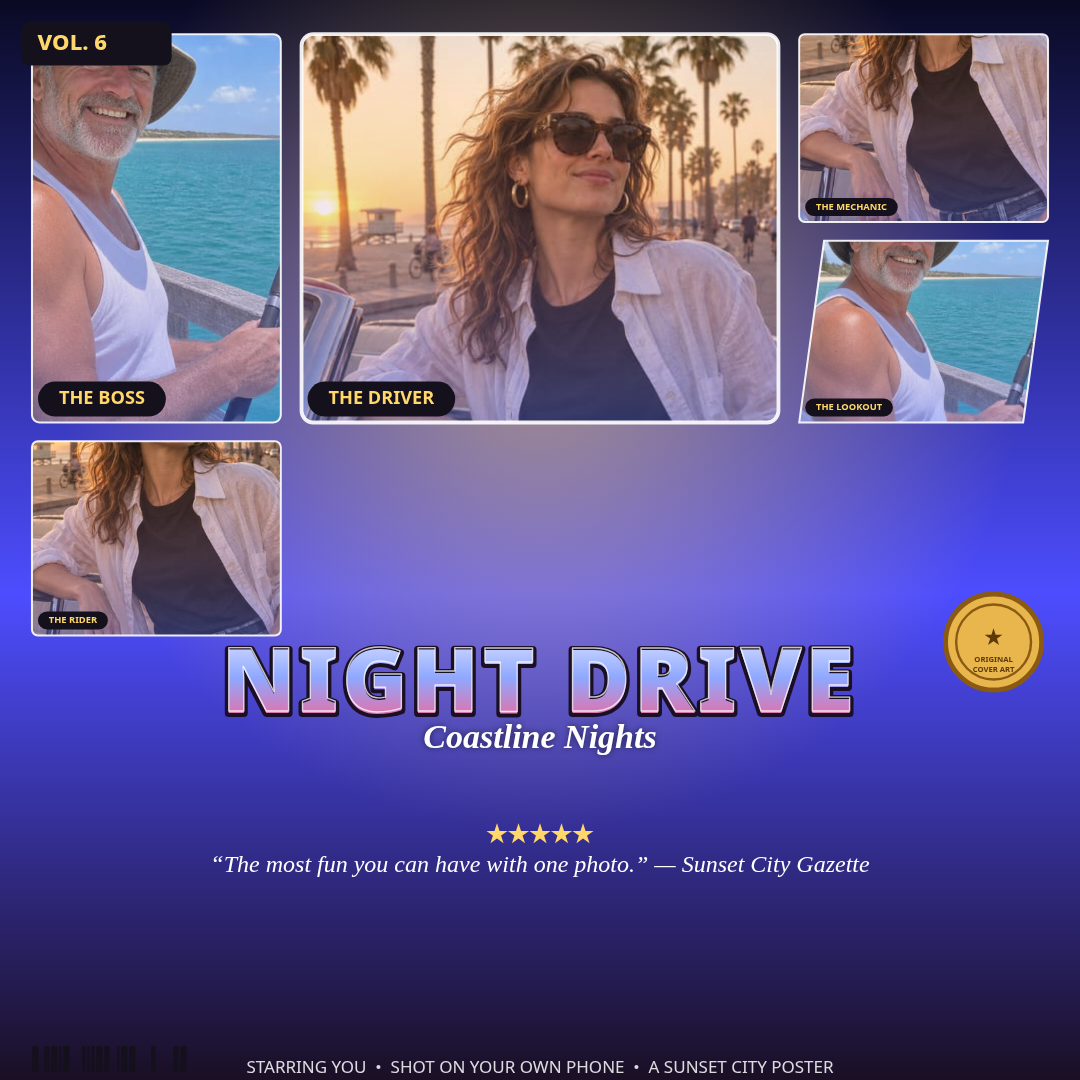 VOL. 6
THE BOSS
THE DRIVER
THE MECHANIC
THE LOOKOUT
THE RIDER
★
ORIGINAL
COVER ART
NIGHT DRIVE
Coastline Nights
★★★★★
“The most fun you can have with one photo.” — Sunset City Gazette
STARRING YOU • SHOT ON YOUR OWN PHONE • A SUNSET CITY POSTER